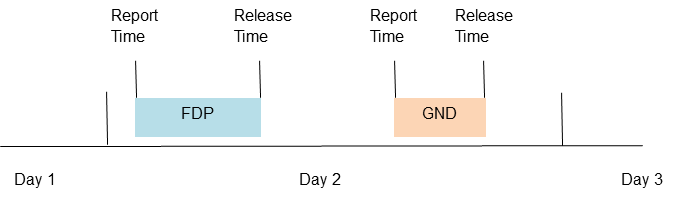 Report Time
Release Time
Report Time
Release Time
FDP
GND
Day 1
Day 2
Day 3